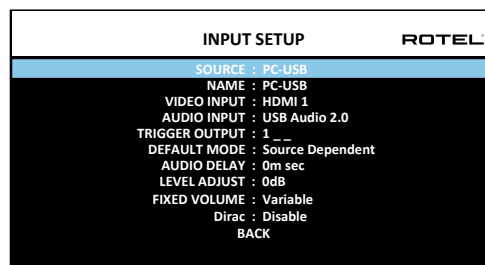 INPUT SETUP ROTEL
SOURCE : PC-USB
NAME : PC-USB
VIDEO INPUT : HDMI 1
AUDIO INPUT : USB Audio 2.0
TRIGGER OUTPUT : 1 _ _
DEFAULT MODE : Source Dependent
AUDIO DELAY : 0m sec
LEVEL ADJUST : 0dB
FIXED VOLUME : Variable
Dirac : Disable
BACK